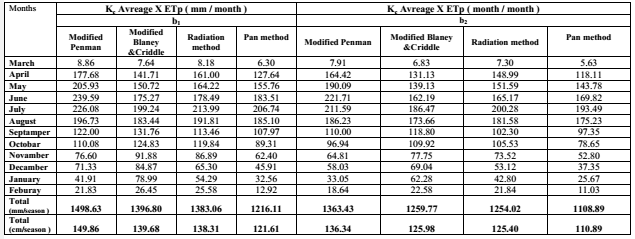 Months K, Avreage X ETp ( mm / month ) K, Avreage X ETp ( month / month )
b₁ b₂
Modified Penman Modified Blaney &Criddle Radiation method Pan method Modified Penman Modified Blaney &Criddle Radiation method Pan method
March 8.86 7.64 8.18 6.30 7.91 6.83 7.30 5.63
April 177.68 141.71 161.00 127.64 164.42 131.13 148.99 118.11
May 205.93 150.72 164.22 155.76 190.09 139.13 151.59 143.78
June 239.59 175.27 178.49 183.51 221.71 162.19 165.17 169.82
July 226.08 199.24 213.99 206.74 211.59 186.47 200.28 193.49
August 196.73 183.44 191.81 185.10 186.23 173.66 181.58 175.23
Septamper 122.00 131.76 113.46 107.97 110.00 118.80 102.30 97.35
Octobar 110.08 124.83 119.84 89.31 96.94 109.92 105.53 78.65
Novamber 76.60 91.88 86.89 62.40 64.81 77.75 73.52 52.80
Decamber 71.33 84.87 65.30 45.91 58.03 69.04 53.12 37.35
January 41.91 78.99 54.29 32.56 33.05 62.28 42.80 25.67
Feburay 21.83 26.45 25.58 12.92 18.64 22.58 21.84 11.03
Total (mm/season ) 1498.63 1396.80 1383.06 1216.11 1363.43 1259.77 1254.02 1108.89
Total (cm/season ) 149.86 139.68 138.31 121.61 136.34 125.98 125.40 110.89